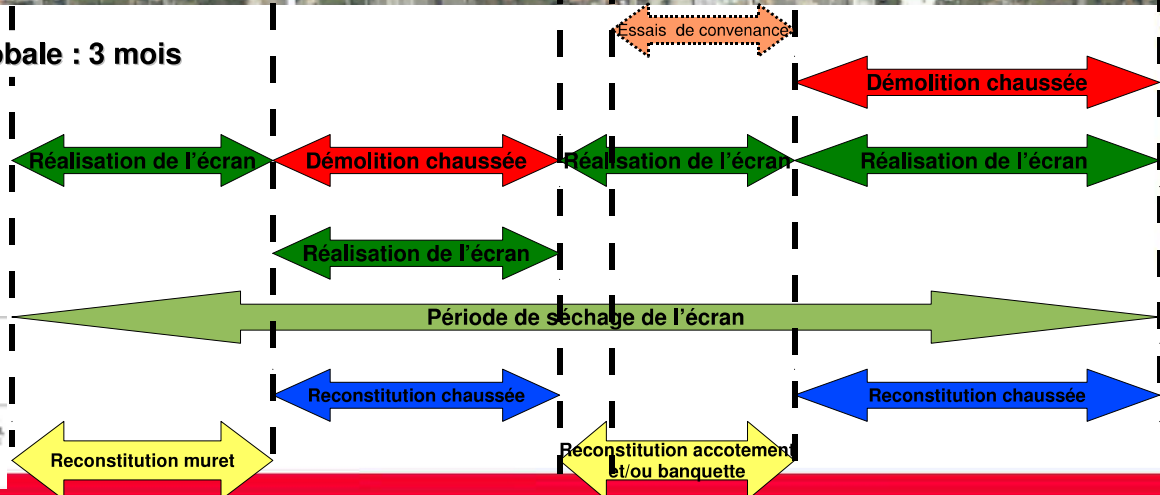 Essais de convenance
obale : 3 mois
Démolition chaussée
Réalisation de l'écran
Démolition chaussée
Réalisation de l'écran
Réalisation de l'écran
Réalisation de l'écran
Période de séchage de l'écran
Reconstitution chaussée
Reconstitution chaussée
Reconstitution muret
Reconstitution accotement
et/ou banquette